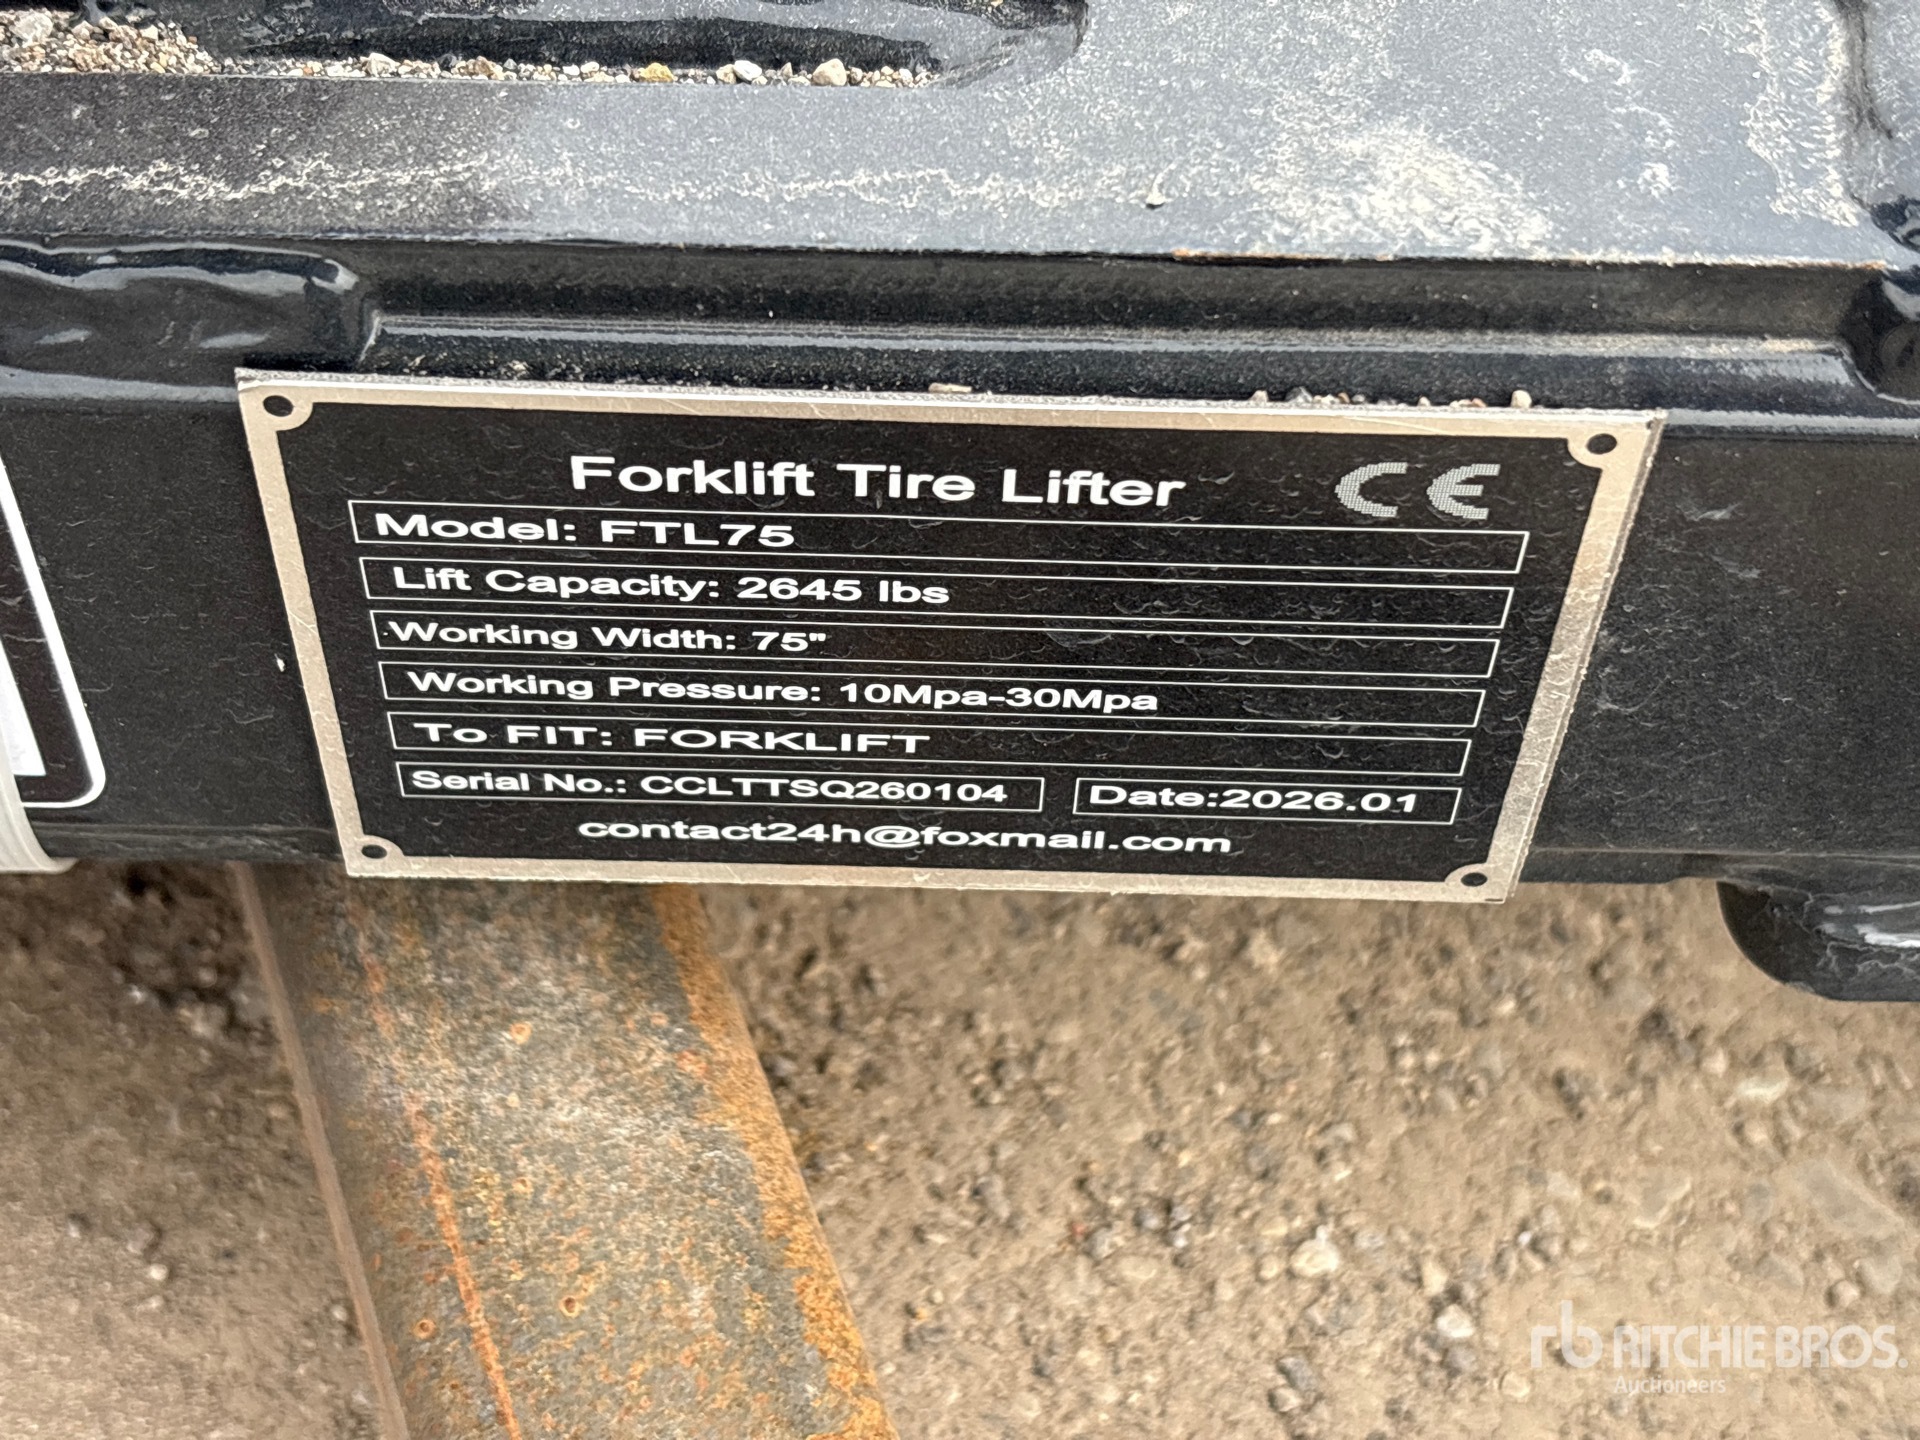 Forklift Tire Lifter CE
Model: FTL75
Lift Capacity: 2645 lbs
Working Width: 75"
Working Pressure: 10Mpa-30Mpa
To FIT: FORKLIFT
Serial No.: CCLTTSQ260104 Date:2026.01
contact24h@foxmail.com
rb RITCHIE BROS.
Auctioneers